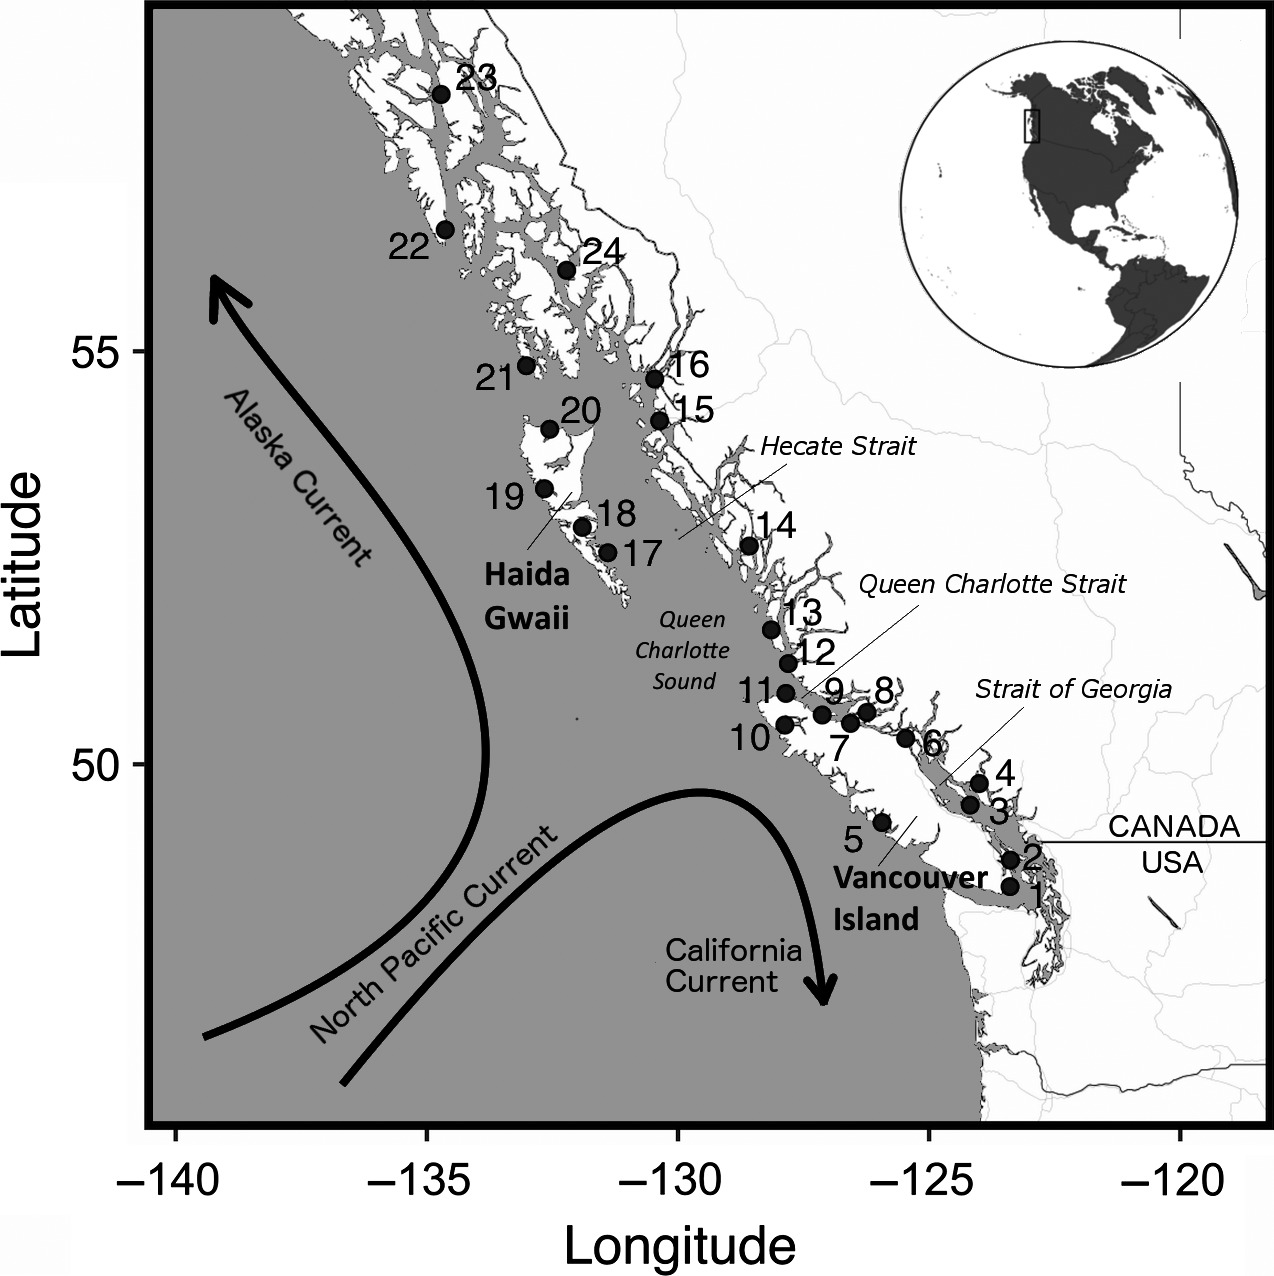 23
22
24
55
16
21
20
15
Alaska Current
Hecate Strait
19
18
14
17
Haida
Gwaii
Queen Charlotte Strait
Latitude
13
Queen
Charlotte
Sound
12
11
9
8
Strait of Georgia
10
7
6
50
4
3
5
CANADA
2
USA
Vancouver
1
Island
North Pacific Current
California
Current
−140
−135
−130
−125
−120
Longitude